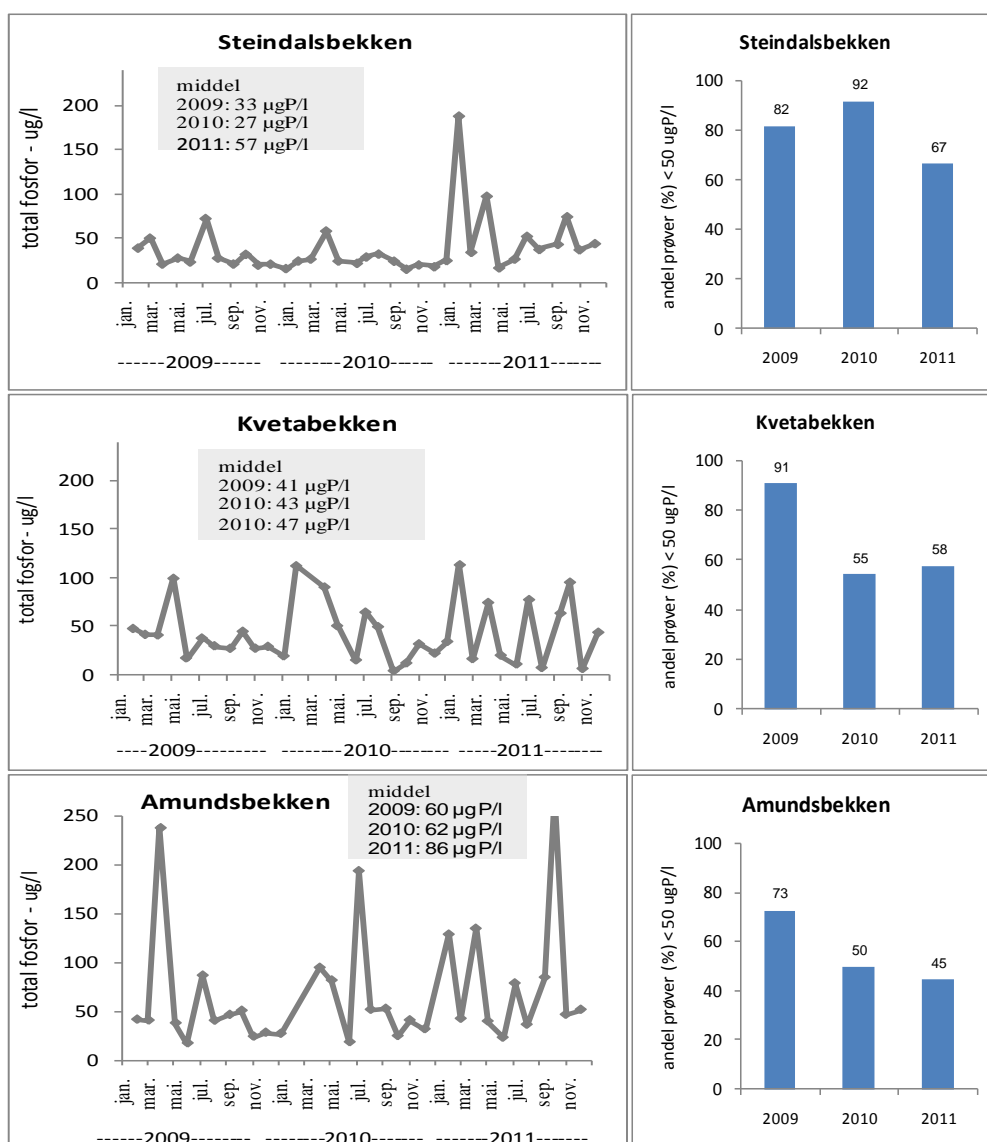 Steindalsbekken
middel
2009: 33 µgP/l
2010: 27 µgP/l
2011: 57 µgP/l
total fosfor - ug/l
200
150
100
50
0
jan. mar. mai. jul. sep. nov. jan. mar. mai. jul. sep. nov. jan. mar. mai. jul. sep. nov.
------2009------- --------2010--------- -------2011--------
Steindalsbekken
andel prøver (%) < 50 ugP/l
100
80
60
40
20
0
82
92
67
2009 2010 2011
Kvetabekken
middel
2009: 41 µgP/l
2010: 43 µgP/l
2010: 47 µgP/l
total fosfor - ug/l
200
150
100
50
0
jan. mar. mai. jul. sep. nov. jan. mar. mai. jul. sep. nov. jan. mar. mai. jul. sep. nov.
----2009---------- --------2010--------- -----2011--------
Kvetabekken
andel prøver (%) < 50 ugP/l
100
80
60
40
20
0
91
55
58
2009 2010 2011
Amundsbekken
middel
2009: 60 µgP/l
2010: 62 µgP/l
2011: 86 µgP/l
total fosfor - ug/l
250
200
150
100
50
0
jan. mar. mai. jul. sep. nov. jan. mar. mai. jul. sep. nov. jan. mar. mai. jul. sep. nov.
------2009--------- --------2010--------- -------2011-------
Amundsbekken
andel prøver (%) < 50 ugP/l
100
80
60
40
20
0
73
50
45
2009 2010 2011